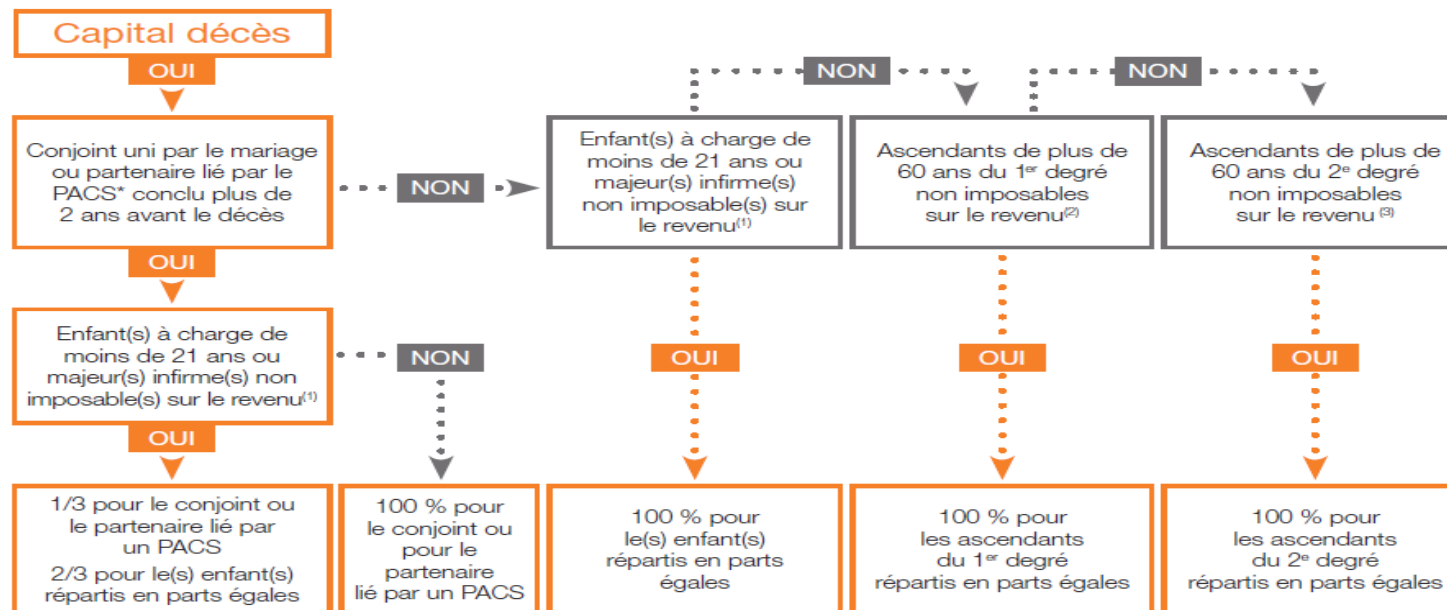 Capital décès
OUI
NON
NON
Conjoint uni par le mariage
ou partenaire lié par le
PACS* conclu plus de
2 ans avant le décès
NON
Enfant(s) à charge de
moins de 21 ans ou
majeur(s) infirme(s)
non imposable(s) sur
le revenu(1)
Ascendants de plus de
60 ans du 1er degré
non imposables
sur le revenu(2)
Ascendants de plus de
60 ans du 2e degré
non imposables
sur le revenu (3)
OUI
Enfant(s) à charge de
moins de 21 ans ou
majeur(s) infirme(s) non
imposable(s) sur le revenu(1)
NON
OUI
OUI
OUI
OUI
1/3 pour le conjoint ou
le partenaire lié par
un PACS
2/3 pour le(s) enfant(s)
répartis en parts égales
100 % pour
le conjoint ou
pour le
partenaire
lié par un PACS
100 % pour
le(s) enfant(s)
répartis en parts
égales
100 % pour
les ascendants
du 1er degré
répartis en parts égales
100 % pour
les ascendants
du 2e degré
répartis en parts égales